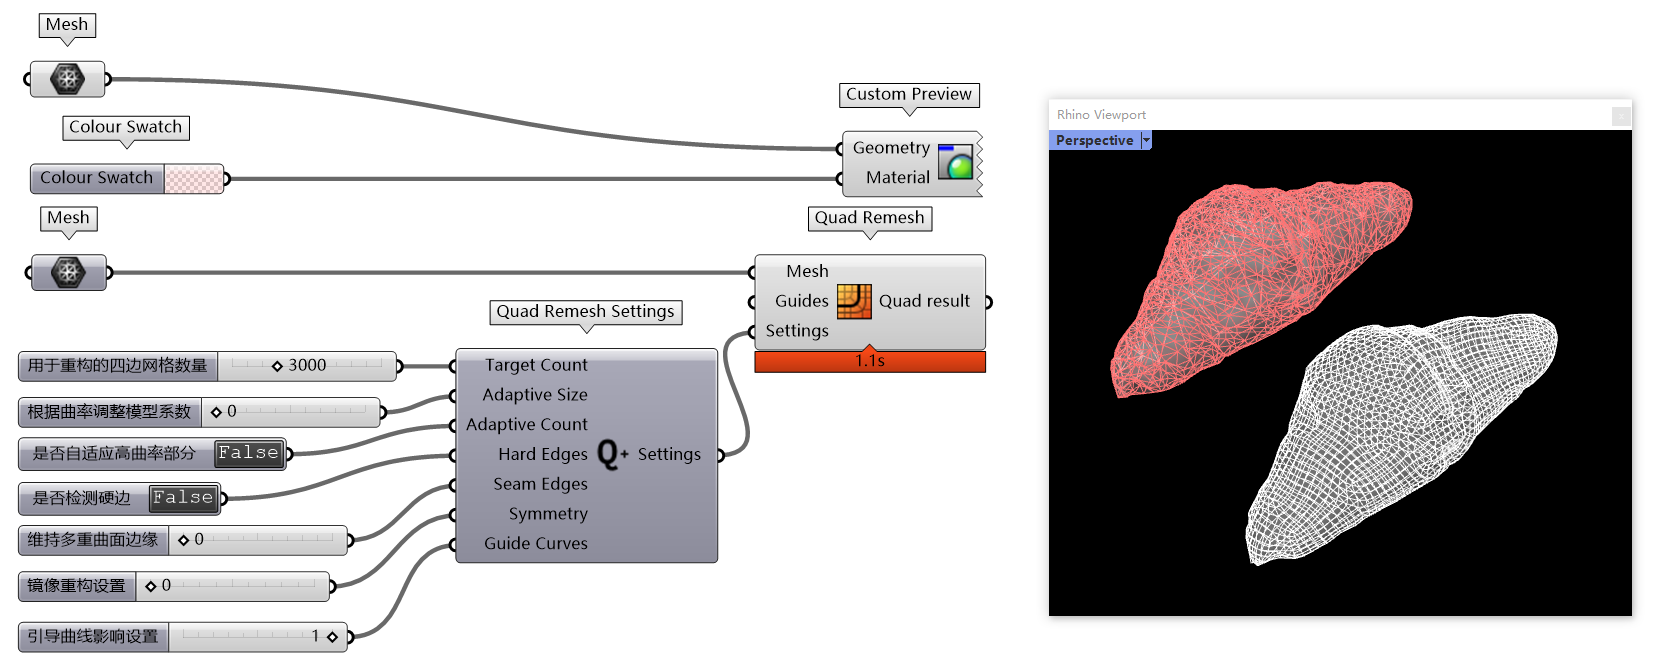 Mesh
Colour Swatch
Colour Swatch
Mesh
Custom Preview
Geometry
Material
Quad Remesh
Mesh
Guides
Settings
Quad result
1.1s
Quad Remesh Settings
Target Count
Adaptive Size
Adaptive Count
Hard Edges
Seam Edges
Symmetry
Guide Curves
Q+
Settings
用于重构的四边网格数量 3000
根据曲率调整模型系数 0
是否自适应高曲率部分 False
是否检测硬边 False
维持多重曲面边缘 0
镜像重构设置 0
引导曲线影响设置 1
Rhino Viewport
x
Perspective